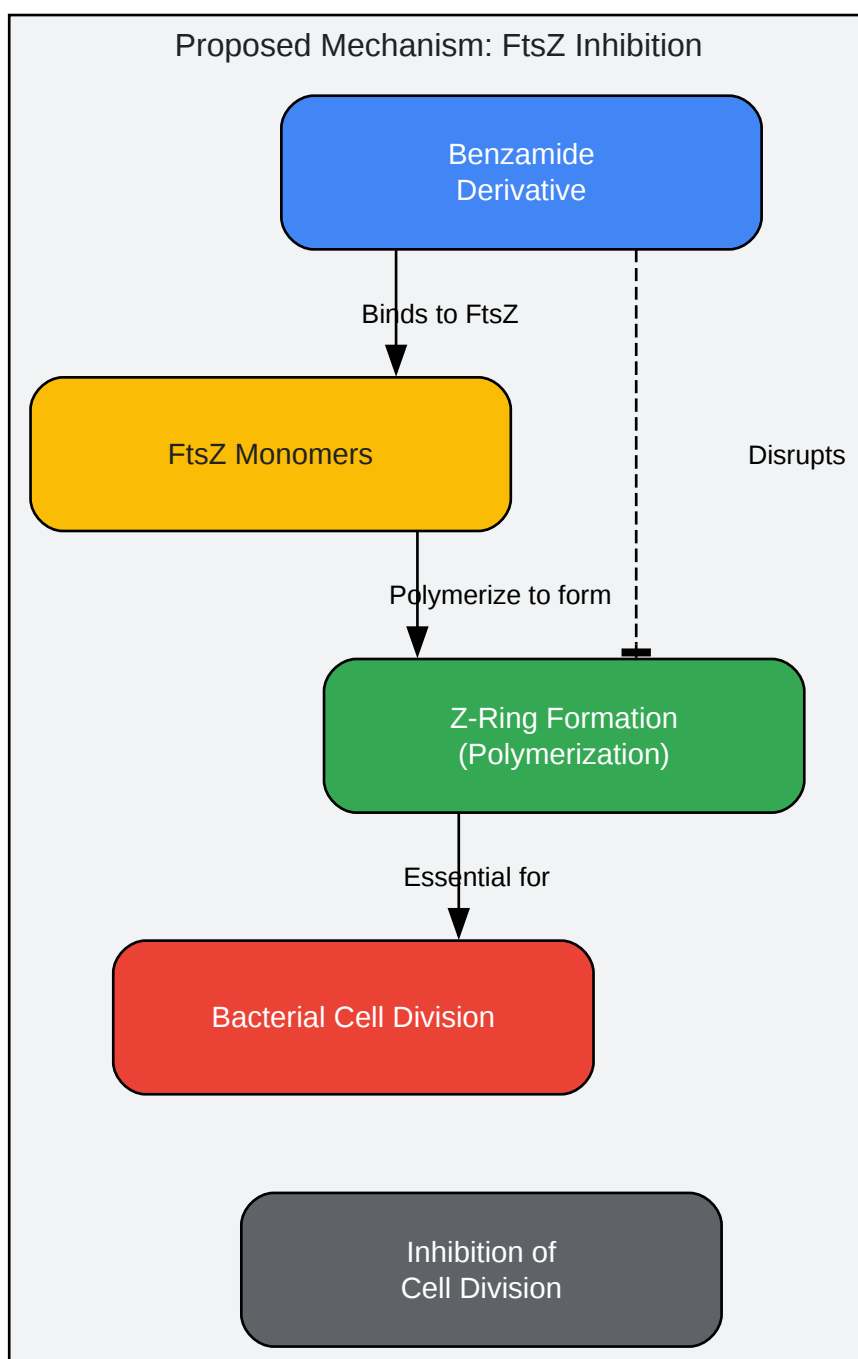 Proposed Mechanism: FtsZ Inhibition
Benzamide
Derivative
Binds to FtsZ
FtsZ Monomers
Disrupts
Polymerize to form
Z-Ring Formation
(Polymerization)
Essential for
Bacterial Cell Division
Inhibition of
Cell Division